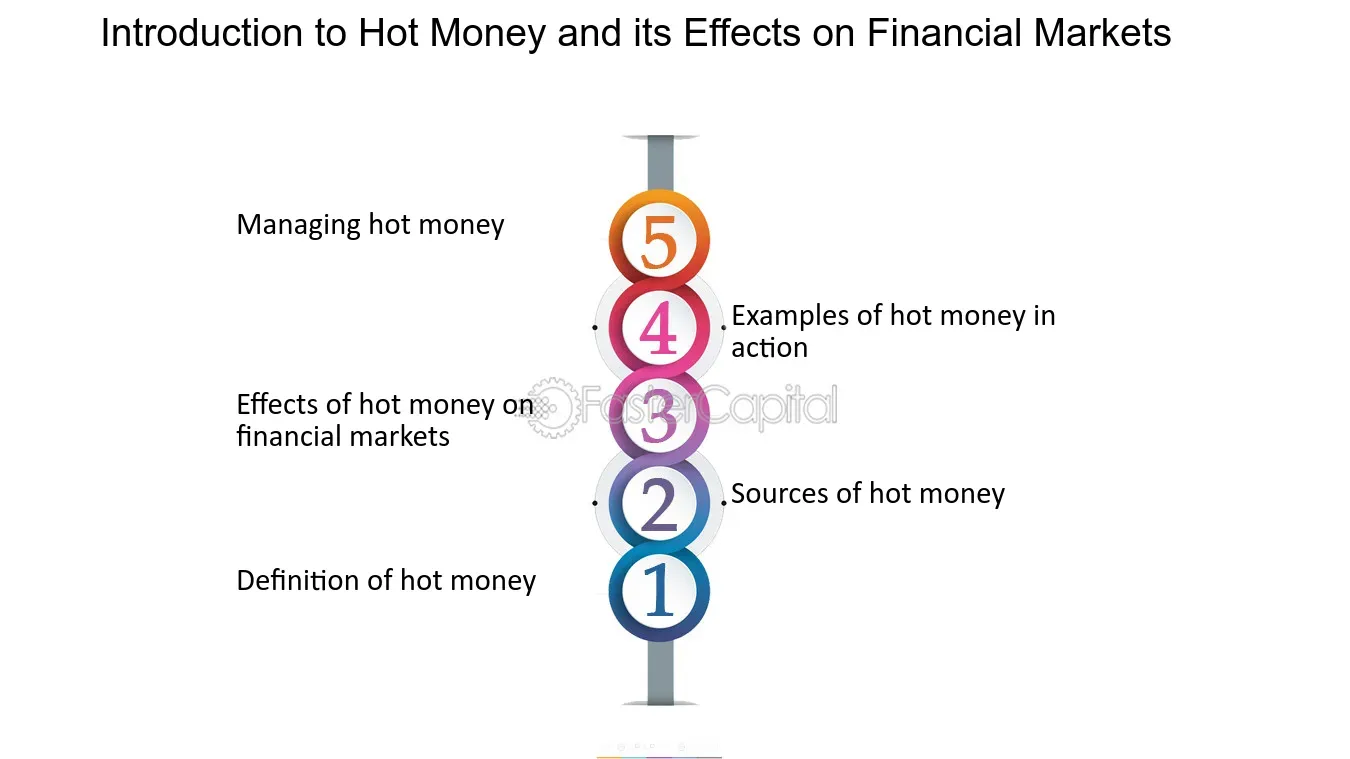 Introduction to Hot Money and its Effects on Financial Markets
5
Managing hot money
4
Examples of hot money in
action
3
Effects of hot money on
financial markets
FasterCapital
2
Sources of hot money
1
Definition of hot money